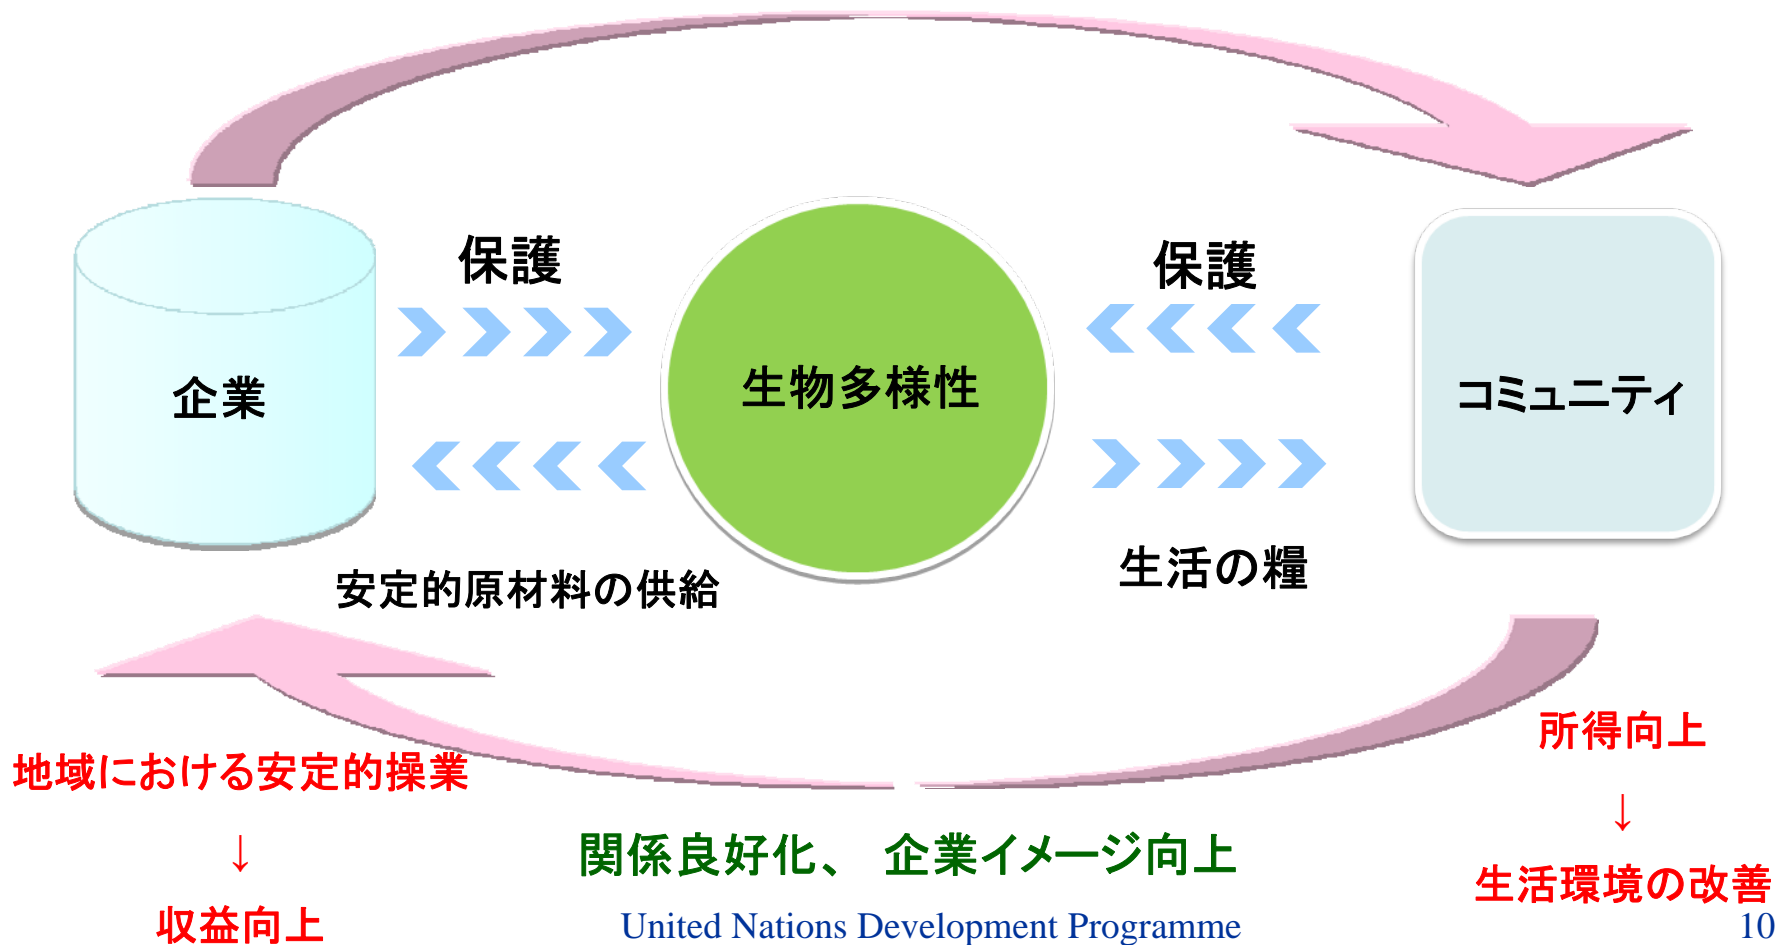 保護
保護
企業
生物多様性
コミュニティ
安定的原材料の供給
生活の糧
地域における安定的操業
↓
収益向上
所得向上
↓
生活環境の改善
関係良好化、 企業イメージ向上
United Nations Development Programme
10